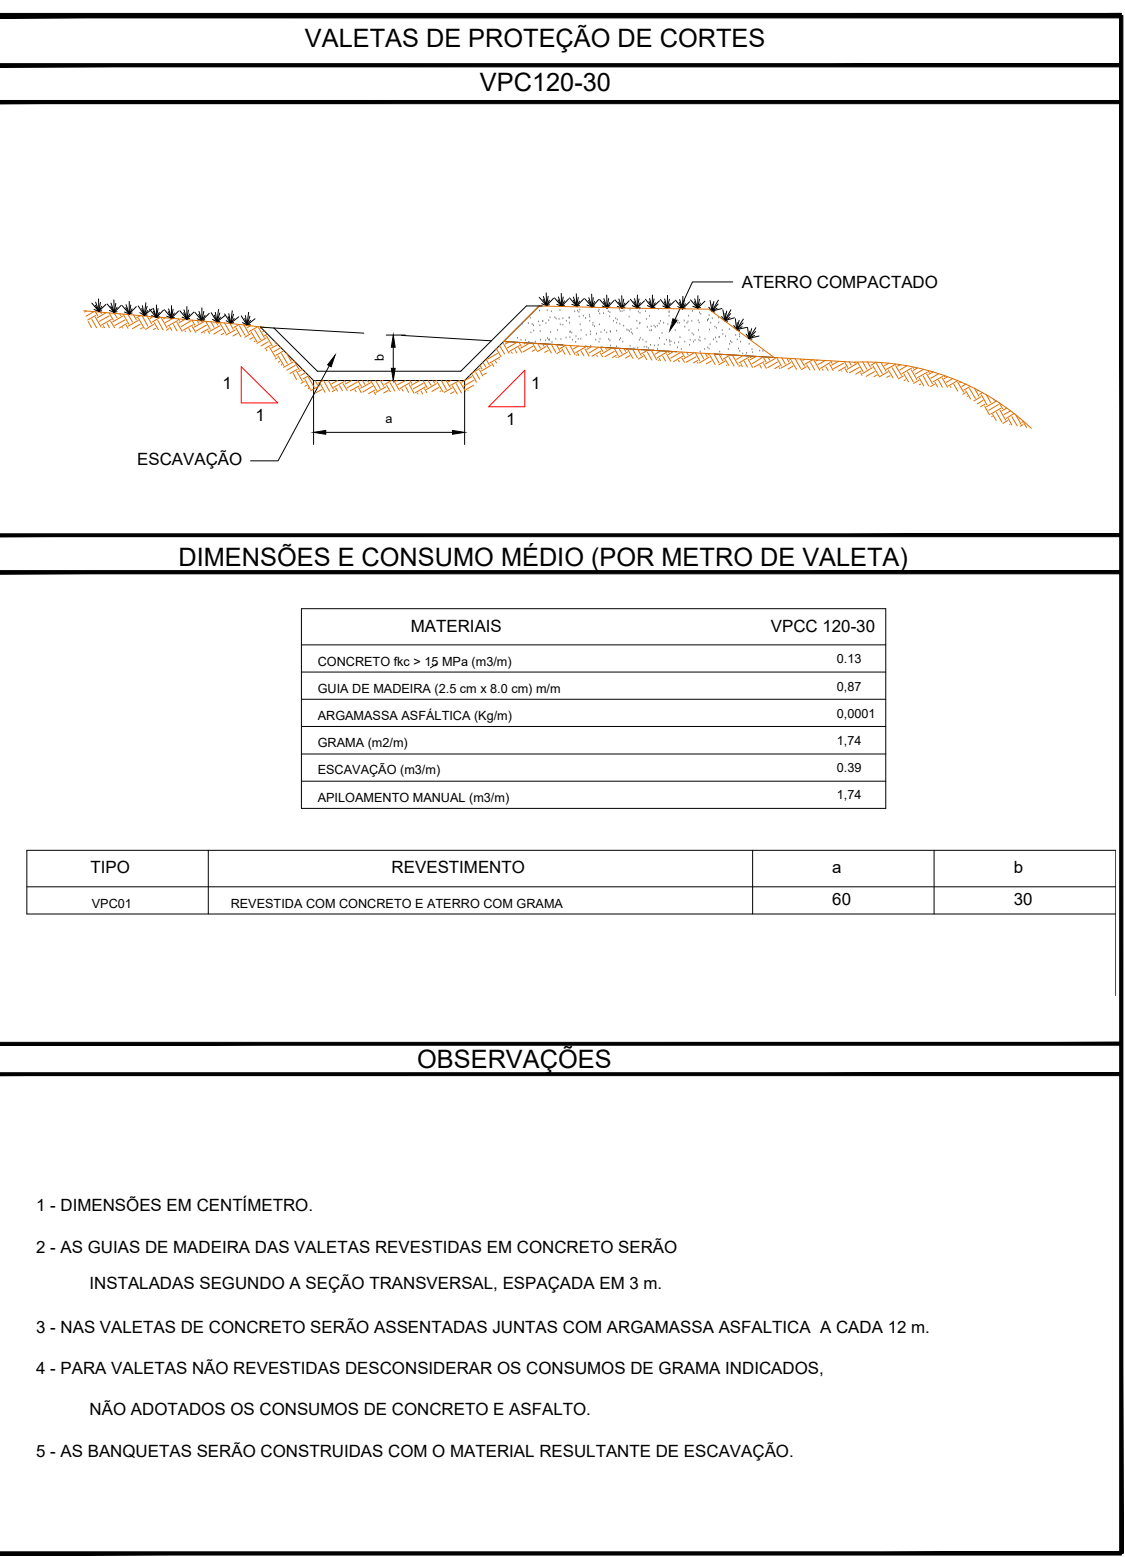 VALETAS DE PROTEÇÃO DE CORTES
VPC120-30
ATERRO COMPACTADO
b
1
1
1
1
a
ESCAVAÇÃO
DIMENSÕES E CONSUMO MÉDIO (POR METRO DE VALETA)
MATERIAIS VPCC 120-30
CONCRETO fkc > 15 MPa (m3/m) 0.13
GUIA DE MADEIRA (2.5 cm x 8.0 cm) m/m 0,87
ARGAMASSA ASFÁLTICA (Kg/m) 0,0001
GRAMA (m2/m) 1,74
ESCAVAÇÃO (m3/m) 0.39
APILOAMENTO MANUAL (m3/m) 1,74
TIPO REVESTIMENTO a b
VPC01 REVESTIDA COM CONCRETO E ATERRO COM GRAMA 60 30
OBSERVAÇÕES
1 - DIMENSÕES EM CENTÍMETRO.
2 - AS GUIAS DE MADEIRA DAS VALETAS REVESTIDAS EM CONCRETO SERÃO
INSTALADAS SEGUNDO A SEÇÃO TRANSVERSAL, ESPAÇADA EM 3 m.
3 - NAS VALETAS DE CONCRETO SERÃO ASSENTADAS JUNTAS COM ARGAMASSA ASFALTICA A CADA 12 m.
4 - PARA VALETAS NÃO REVESTIDAS DESCONSIDERAR OS CONSUMOS DE GRAMA INDICADOS,
NÃO ADOTADOS OS CONSUMOS DE CONCRETO E ASFALTO.
5 - AS BANQUETAS SERÃO CONSTRUIDAS COM O MATERIAL RESULTANTE DE ESCAVAÇÃO.